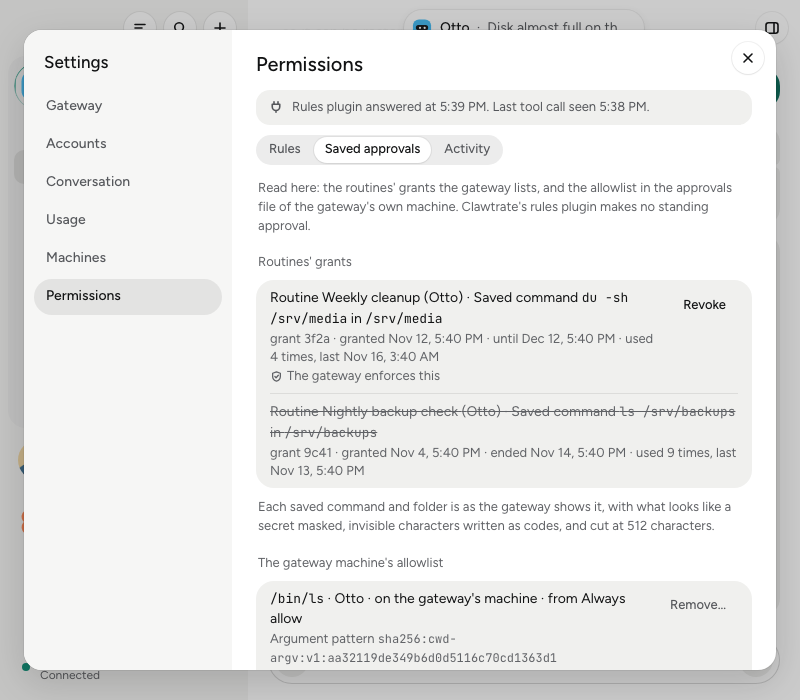 Otto · Disk almost full on th
Settings
Gateway
Accounts
Conversation
Usage
Machines
Permissions
Connected
Permissions
Rules plugin answered at 5:39 PM. Last tool call seen 5:38 PM.
Rules Saved approvals Activity
Read here: the routines' grants the gateway lists, and the allowlist in the approvals
file of the gateway's own machine. Clawtrate's rules plugin makes no standing
approval.
Routines' grants
Routine Weekly cleanup (Otto) · Saved command du -sh
/srv/media in /srv/media
Revoke
grant 3f2a · granted Nov 12, 5:40 PM · until Dec 12, 5:40 PM · used
4 times, last Nov 16, 3:40 AM
The gateway enforces this
Routine Nightly backup check (Otto) · Saved command ls /srv/backups
in /srv/backups
grant 9c41 · granted Nov 4, 5:40 PM · ended Nov 14, 5:40 PM · used 9 times, last
Nov 13, 5:40 PM
Each saved command and folder is as the gateway shows it, with what looks like a
secret masked, invisible characters written as codes, and cut at 512 characters.
The gateway machine's allowlist
/bin/ls · Otto · on the gateway's machine · from Always
allow
Remove...
Argument pattern sha256:cwd-
argv:v1:aa32119de349b6d0d5116c70cd1363d1